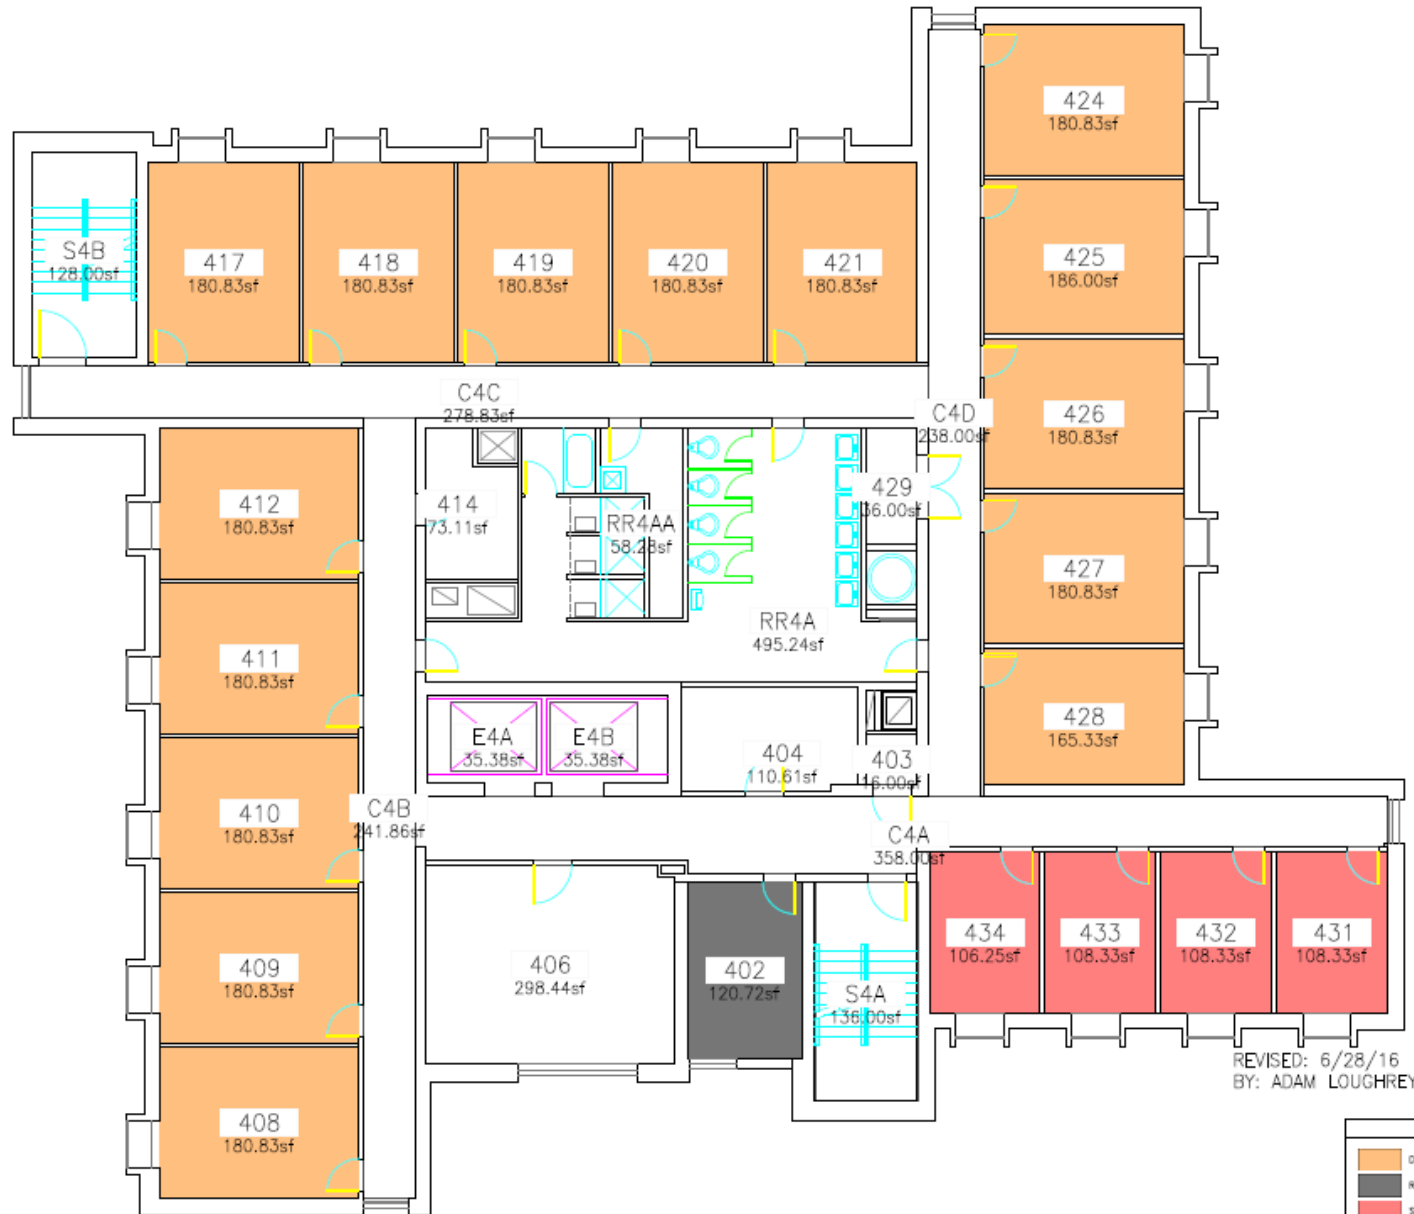 424
180.83sf
425
186.00sf
S4B
128.00sf
417
180.83sf
418
180.83sf
419
180.83sf
420
180.83sf
421
180.83sf
C4C
278.83sf
C4D
238.00sf
426
180.83sf
412
180.83sf
414
73.11sf
RR4AA
58.28sf
429
36.00sf
427
180.83sf
RR4A
495.24sf
411
180.83sf
428
165.33sf
E4A
35.38sf
E4B
35.38sf
404
110.61sf
403
16.00sf
410
180.83sf
C4B
241.86sf
C4A
358.00sf
434
106.25sf
433
108.33sf
432
108.33sf
431
108.33sf
409
180.83sf
406
298.44sf
402
120.72sf
S4A
136.00sf
REVISED: 6/28/16
BY: ADAM LOUGHREY
408
180.83sf